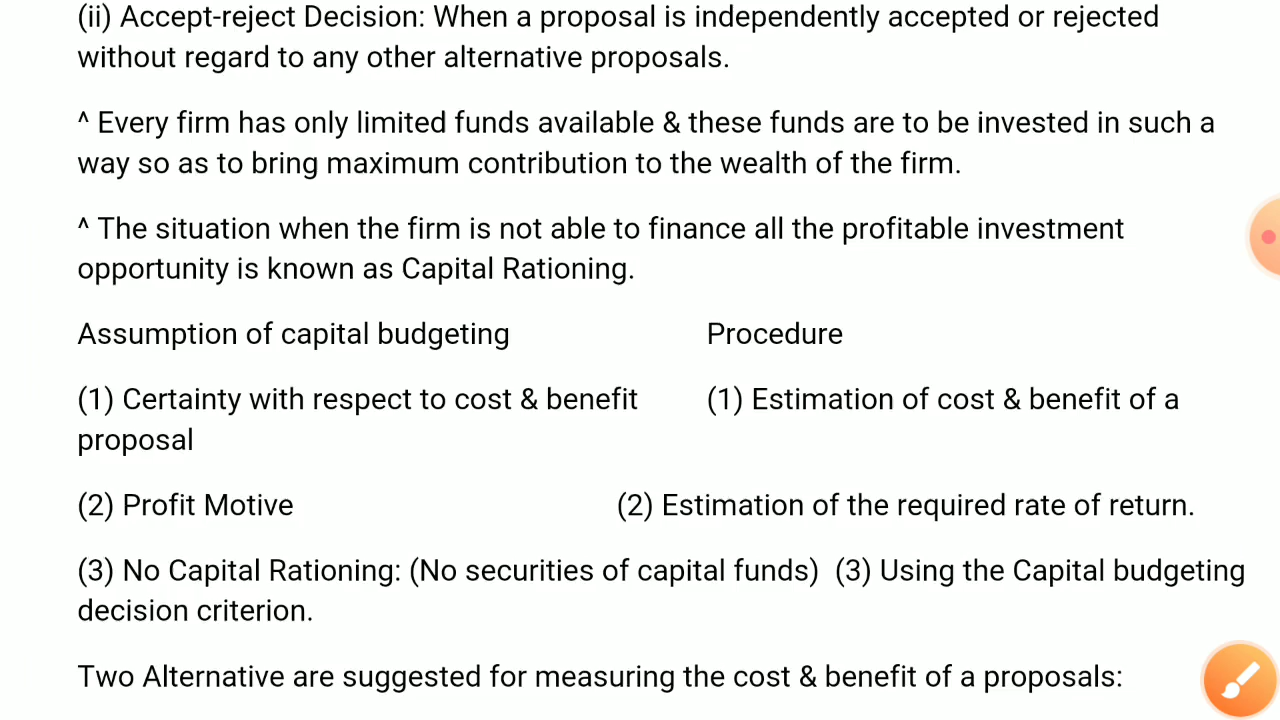 (ii) Accept-reject Decision: When a proposal is independently accepted or rejected
without regard to any other alternative proposals.
^ Every firm has only limited funds available & these funds are to be invested in such a
way so as to bring maximum contribution to the wealth of the firm.
^ The situation when the firm is not able to finance all the profitable investment
opportunity is known as Capital Rationing.
Assumption of capital budgeting Procedure
(1) Certainty with respect to cost & benefit (1) Estimation of cost & benefit of a
proposal
(2) Profit Motive (2) Estimation of the required rate of return.
(3) No Capital Rationing: (No securities of capital funds) (3) Using the Capital budgeting
decision criterion.
Two Alternative are suggested for measuring the cost & benefit of a proposals: